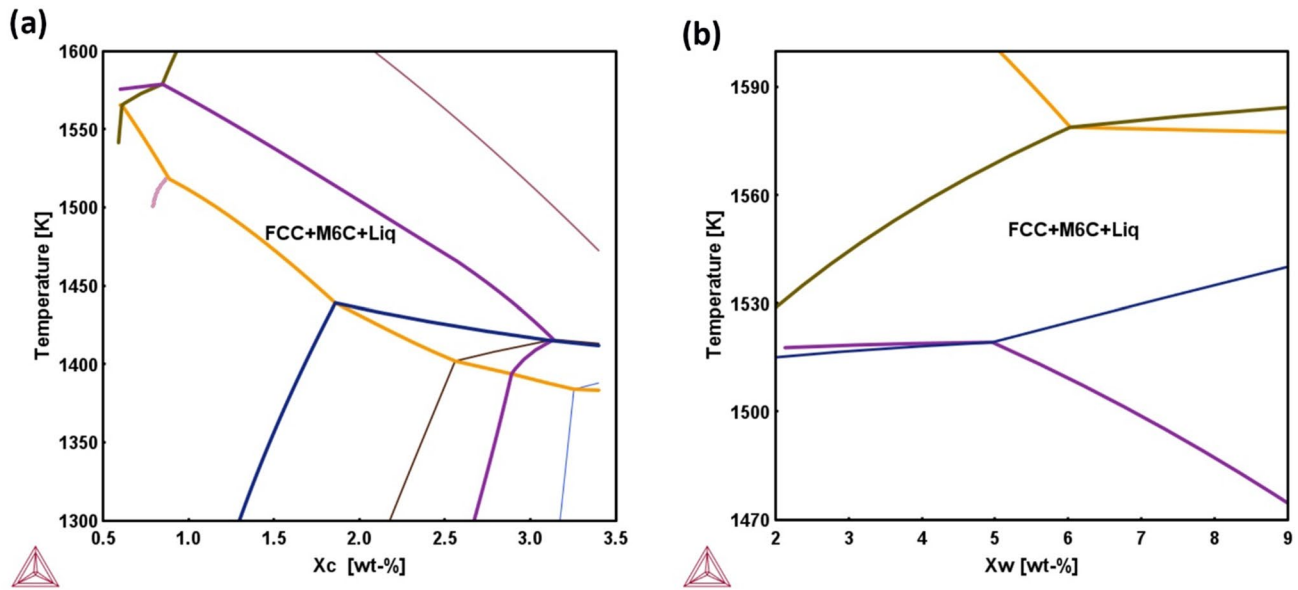 (a)
1600
1550
1500
1450
1400
1350
1300
Temperature [K]
FCC+M6C+Liq
0.5 1.0 1.5 2.0 2.5 3.0 3.5
Xc [wt-%]
(b)
1590
1560
1530
1500
1470
Temperature [K]
FCC+M6C+Liq
2 3 4 5 6 7 8 9
Xw [wt-%]